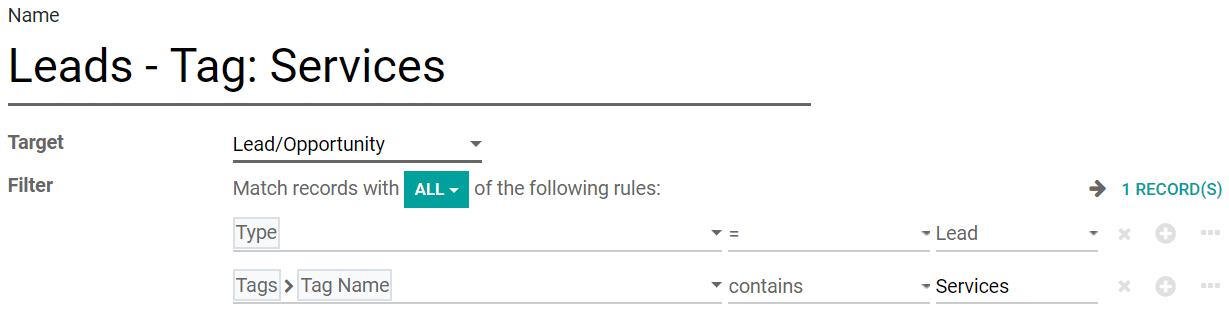 Name
Leads - Tag: Services
Target Lead/Opportunity
Filter Match records with ALL of the following rules: 1 RECORD(S)
Type = Lead
Tags Tag Name contains Services